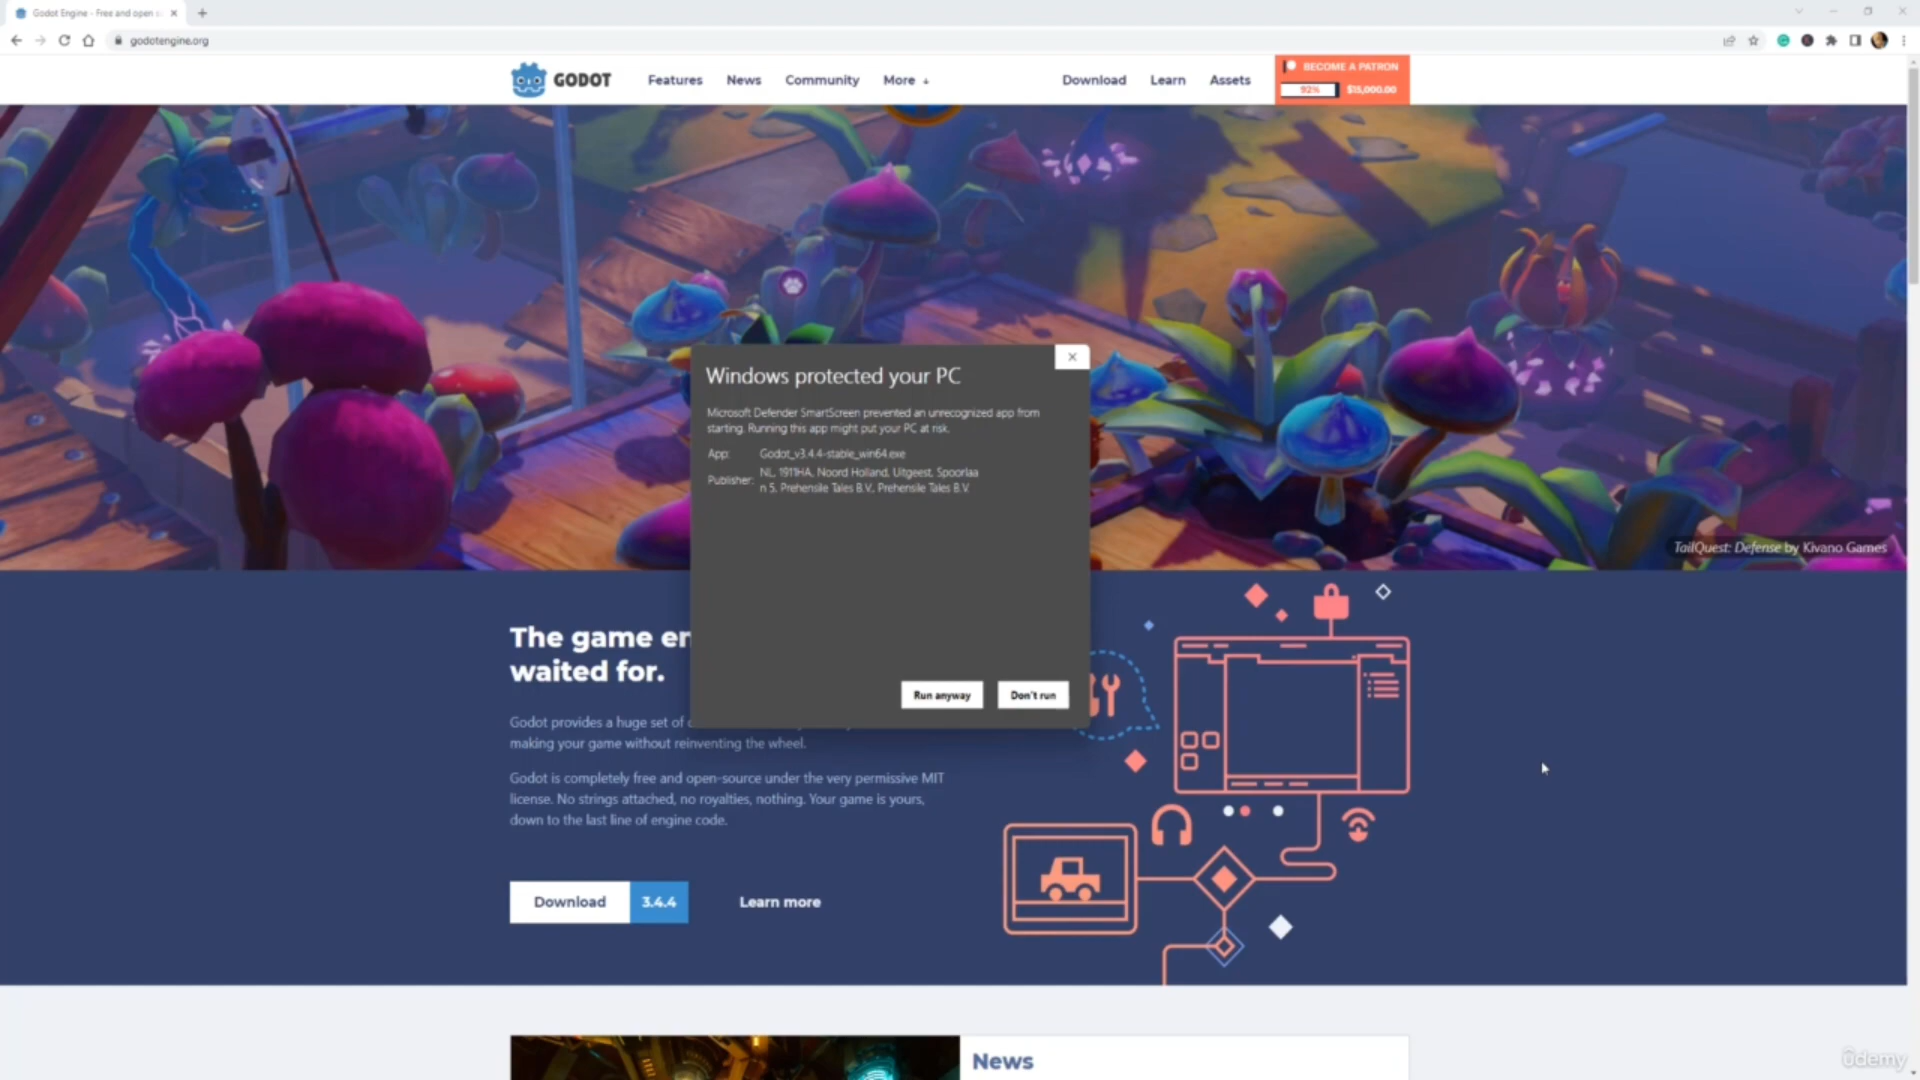 Godot Engine - Free and open s
godotengine.org
GODOT
Features
News
Community
More
Download
Learn
Assets
BECOME A PATRON
92%
$15,000.00
Windows protected your PC
Microsoft Defender SmartScreen prevented an unrecognized app from
starting. Running this app might put your PC at risk.
App: Godot_v3.4.4-stable_win64.exe
Publisher: NL, 1911HA, Noord Holland, Uitgeest, Spoorlaa
n 5, Prehensile Tales B.V., Prehensile Tales B.V.
Run anyway
Don't run
TailQuest: Defense by Kivano Games
The game en
waited for.
Godot provides a huge set of
making your game without reinventing the wheel.
Godot is completely free and open-source under the very permissive MIT
license. No strings attached, no royalties, nothing. Your game is yours,
down to the last line of engine code.
Download 3.4.4
Learn more
News
ûdemy